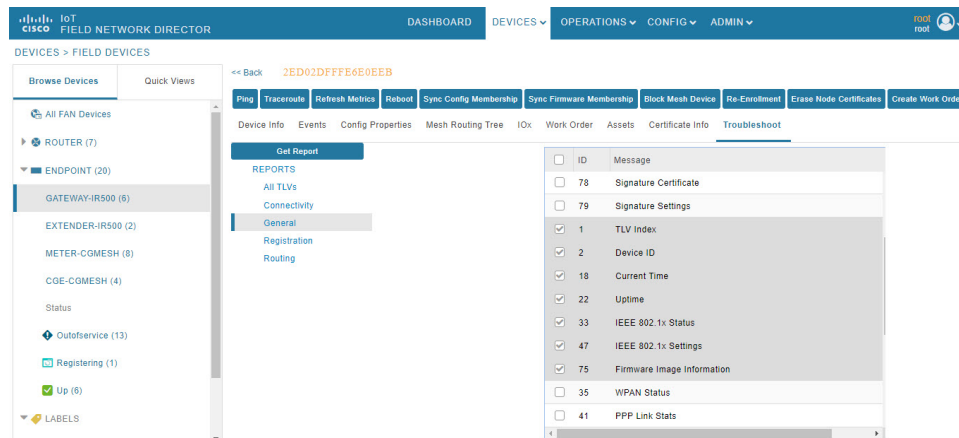 cisco IoT
FIELD NETWORK DIRECTOR
DASHBOARD DEVICES OPERATIONS CONFIG ADMIN
root
root
DEVICES > FIELD DEVICES
Browse Devices Quick Views
All FAN Devices
ROUTER (7)
ENDPOINT (20)
GATEWAY-IR500 (6)
EXTENDER-IR500 (2)
METER-CGMESH (8)
CGE-CGMESH (4)
Status
Outofservice (13)
Registering (1)
Up (6)
LABELS
<< Back 2ED02DFFFE6E0EEB
Ping Traceroute Refresh Metrics Reboot Sync Config Membership Sync Firmware Membership Block Mesh Device Re-Enrollment Erase Node Certificates Create Work Orde
Device Info Events Config Properties Mesh Routing Tree IOx Work Order Assets Certificate Info Troubleshoot
Get Report
REPORTS
All TLVs
Connectivity
General
Registration
Routing
ID Message
78 Signature Certificate
79 Signature Settings
1 TLV Index
2 Device ID
18 Current Time
22 Uptime
33 IEEE 802.1x Status
47 IEEE 802.1x Settings
75 Firmware Image Information
35 WPAN Status
41 PPP Link Stats